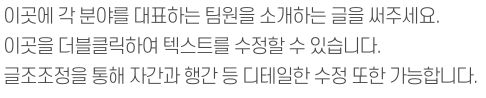 이곳에 각 분야를 대표하는 팀원을 소개하는 글을 써주세요.
이곳을 더블클릭하여 텍스트를 수정할 수 있습니다.
글조조정을 통해 자간과 행간 등 디테일한 수정 또한 가능합니다.